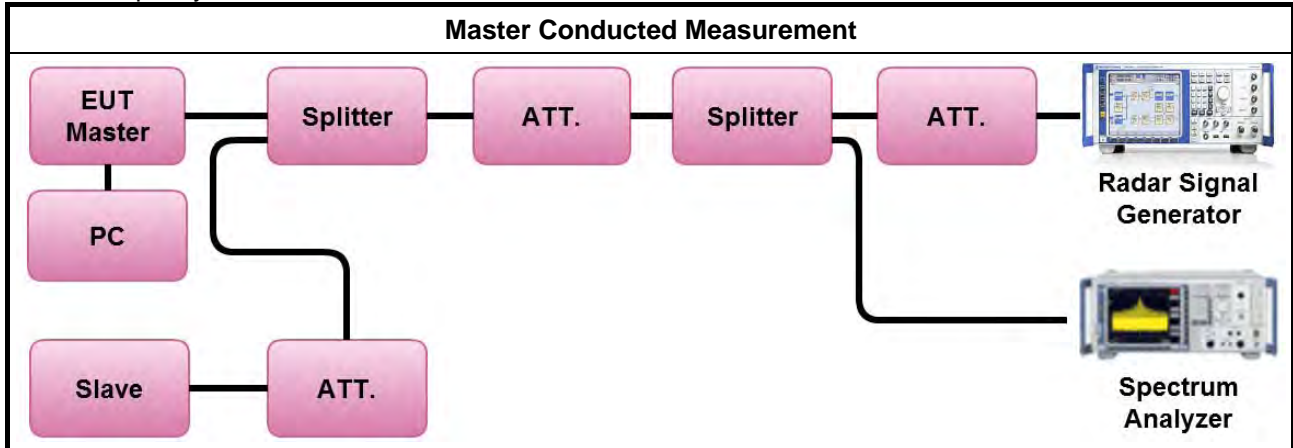 Master Conducted Measurement
EUT
Master
Splitter
ATT.
Splitter
ATT.
Radar Signal
Generator
PC
Slave
ATT.
Spectrum
Analyzer